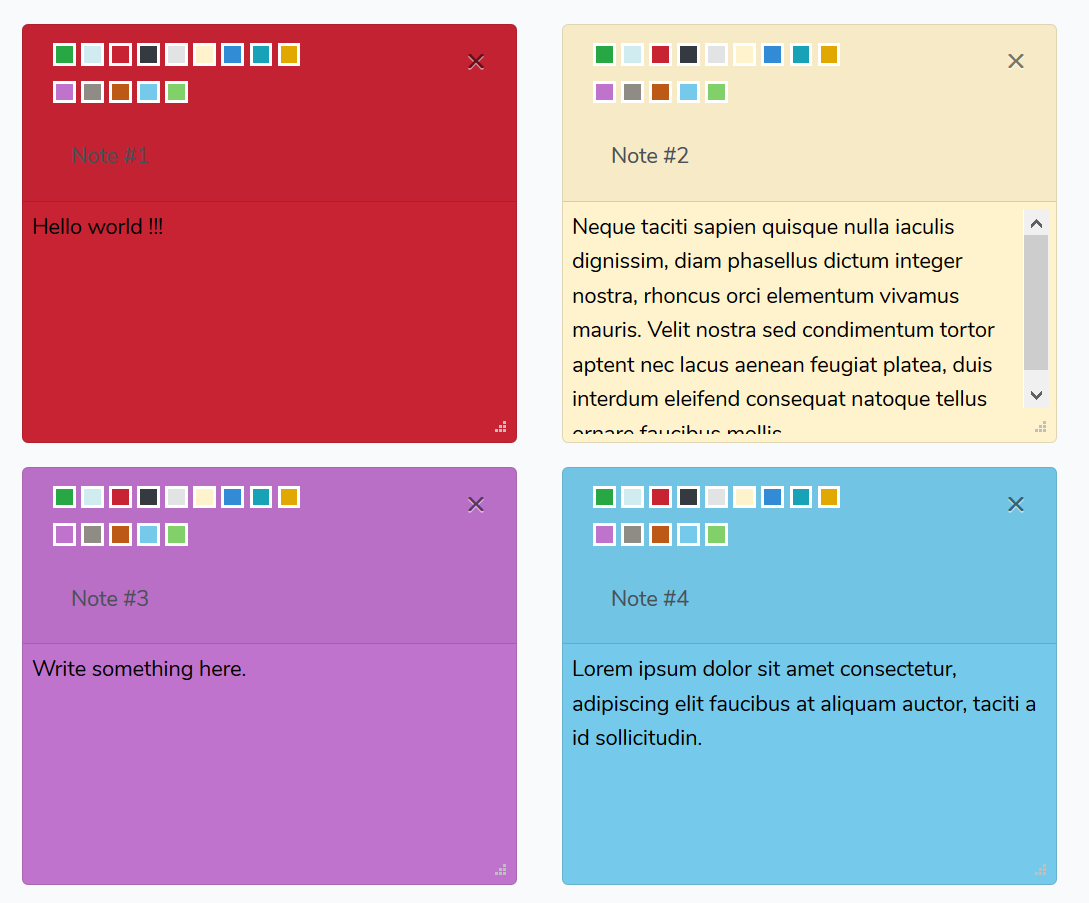 Note #1
Hello world !!!
Note #2
Neque taciti sapien quisque nulla iaculis
dignissim, diam phasellus dictum integer
nostra, rhoncus orci elementum vivamus
mauris. Velit nostra sed condimentum tortor
aptent nec lacus aenean feugiat platea, duis
interdum eleifend consequat natoque tellus
ornare faucibus mollis
Note #3
Write something here.
Note #4
Lorem ipsum dolor sit amet consectetur,
adipiscing elit faucibus at aliquam auctor, taciti a
id sollicitudin.